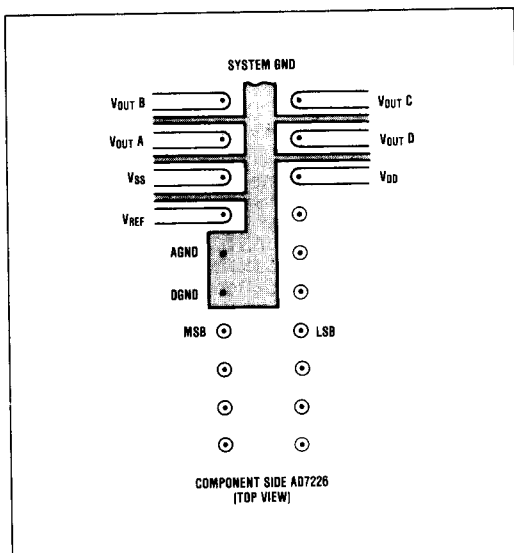 SYSTEM GND
VOUT B
VOUT C
VOUT A
VOUT D
VSS
VDD
VREF
AGND
DGND
MSB
LSB
COMPONENT SIDE AD7226
(TOP VIEW)